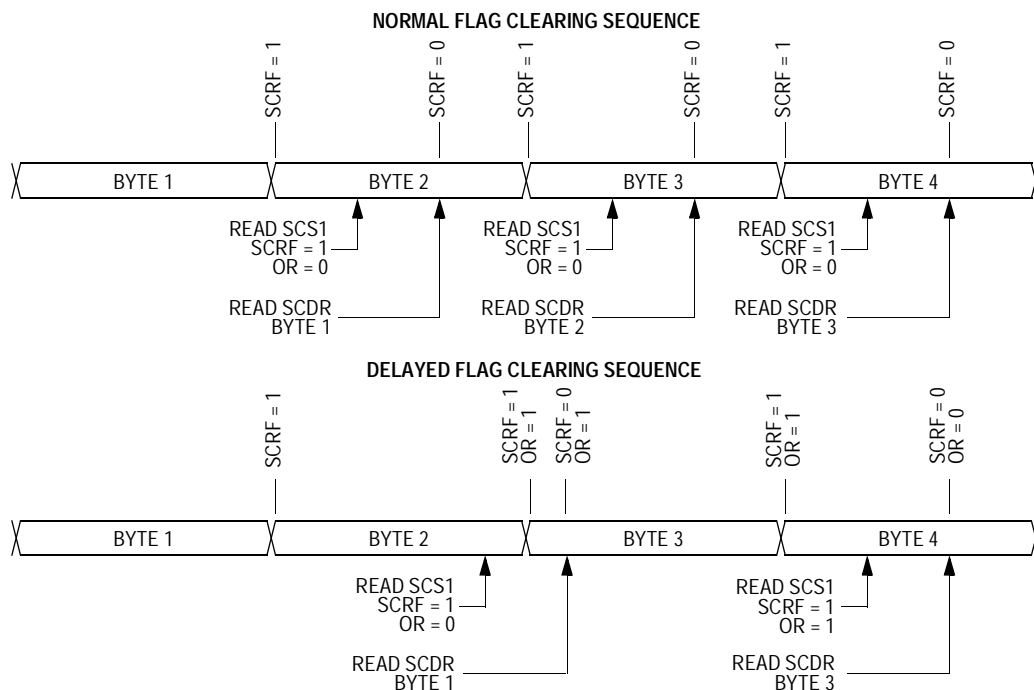 NORMAL FLAG CLEARING SEQUENCE
SCRF = 1
SCRF = 0
SCRF = 1
SCRF = 0
SCRF = 1
SCRF = 0
BYTE 1
BYTE 2
BYTE 3
BYTE 4
READ SCS1
SCRF = 1
OR = 0
READ SCS1
SCRF = 1
OR = 0
READ SCS1
SCRF = 1
OR = 0
READ SCDR
BYTE 1
READ SCDR
BYTE 2
READ SCDR
BYTE 3
DELAYED FLAG CLEARING SEQUENCE
SCRF = 1
SCRF = 1
OR = 1
SCRF = 0
OR = 1
SCRF = 1
OR = 1
SCRF = 0
OR = 0
BYTE 1
BYTE 2
BYTE 3
BYTE 4
READ SCS1
SCRF = 1
OR = 0
READ SCS1
SCRF = 1
OR = 1
READ SCDR
BYTE 1
READ SCDR
BYTE 3